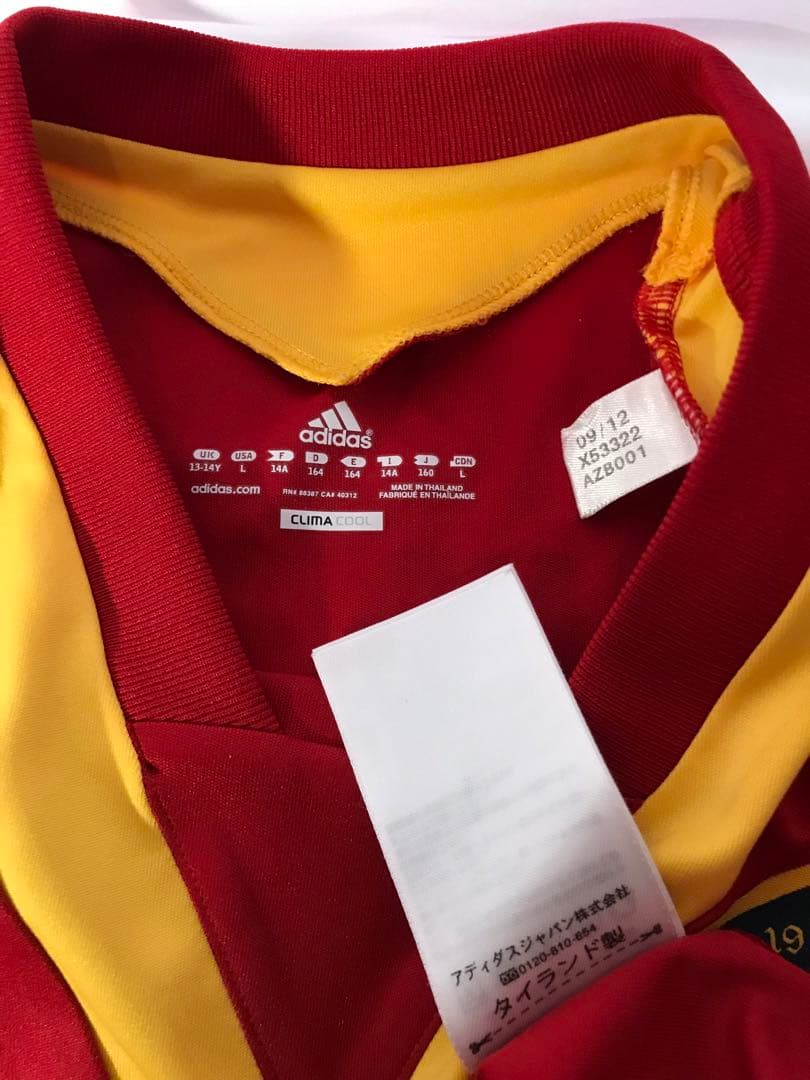 adidas
UK USA F D E I J CDN
13-14Y L 14A 164 164 14A 160 L
adidas.com
RN# 88387 CA# 40312
MADE IN THAILAND
FABRIQUÉ EN THAÏLANDE
CLIMA COOL
09/12
X53322
AZB001
アディダスジャパン株式会社
0120-810-654
タイランド製
19